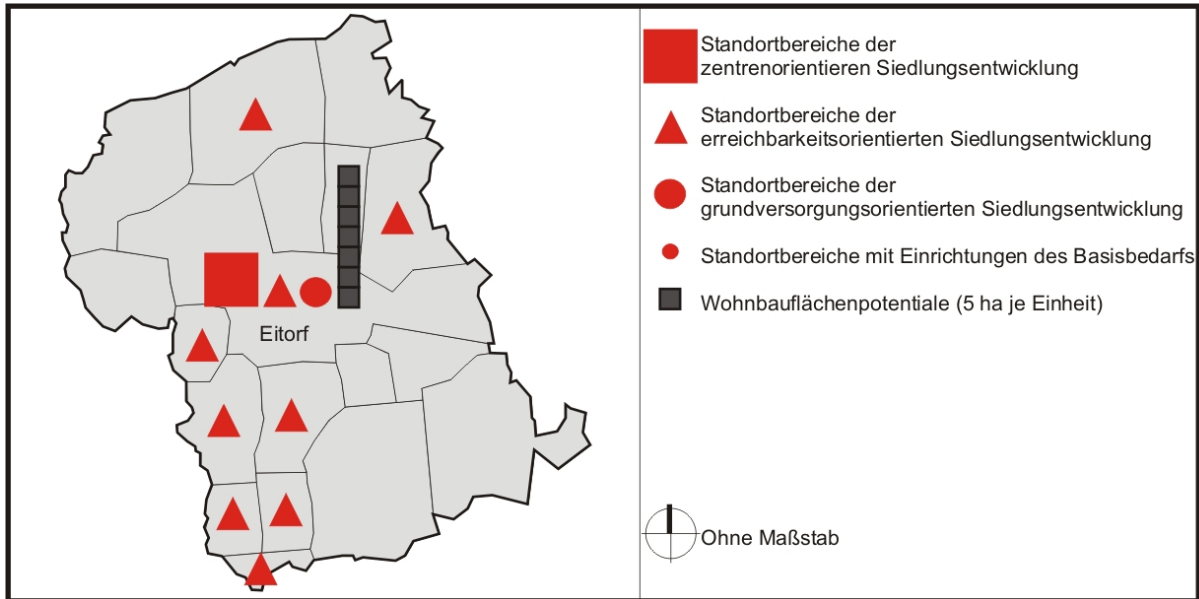 Eitorf
Standortbereiche der
zentrenorientieren Siedlungsentwicklung
Standortbereiche der
erreichbarkeitsorientierten Siedlungsentwicklung
Standortbereiche der
grundversorgungsorientierten Siedlungsentwicklung
Standortbereiche mit Einrichtungen des Basisbedarfs
Wohnbauflächenpotentiale (5 ha je Einheit)
Ohne Maßstab